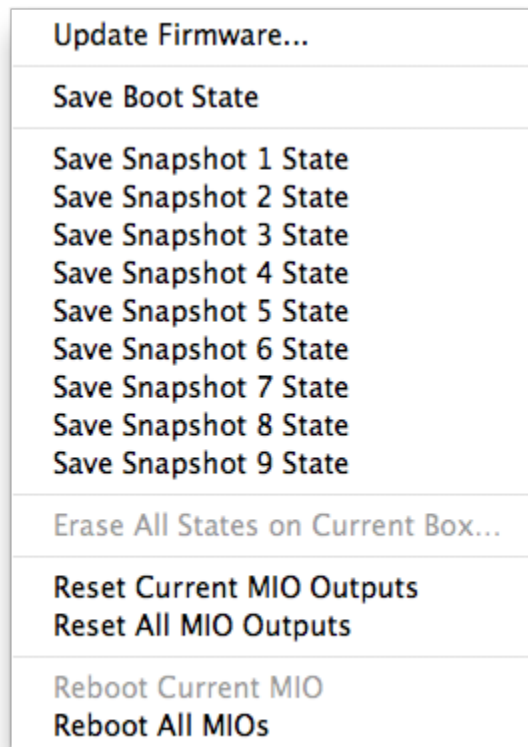 Update Firmware...
Save Boot State
Save Snapshot 1 State
Save Snapshot 2 State
Save Snapshot 3 State
Save Snapshot 4 State
Save Snapshot 5 State
Save Snapshot 6 State
Save Snapshot 7 State
Save Snapshot 8 State
Save Snapshot 9 State
Erase All States on Current Box...
Reset Current MIO Outputs
Reset All MIO Outputs
Reboot Current MIO
Reboot All MIOs